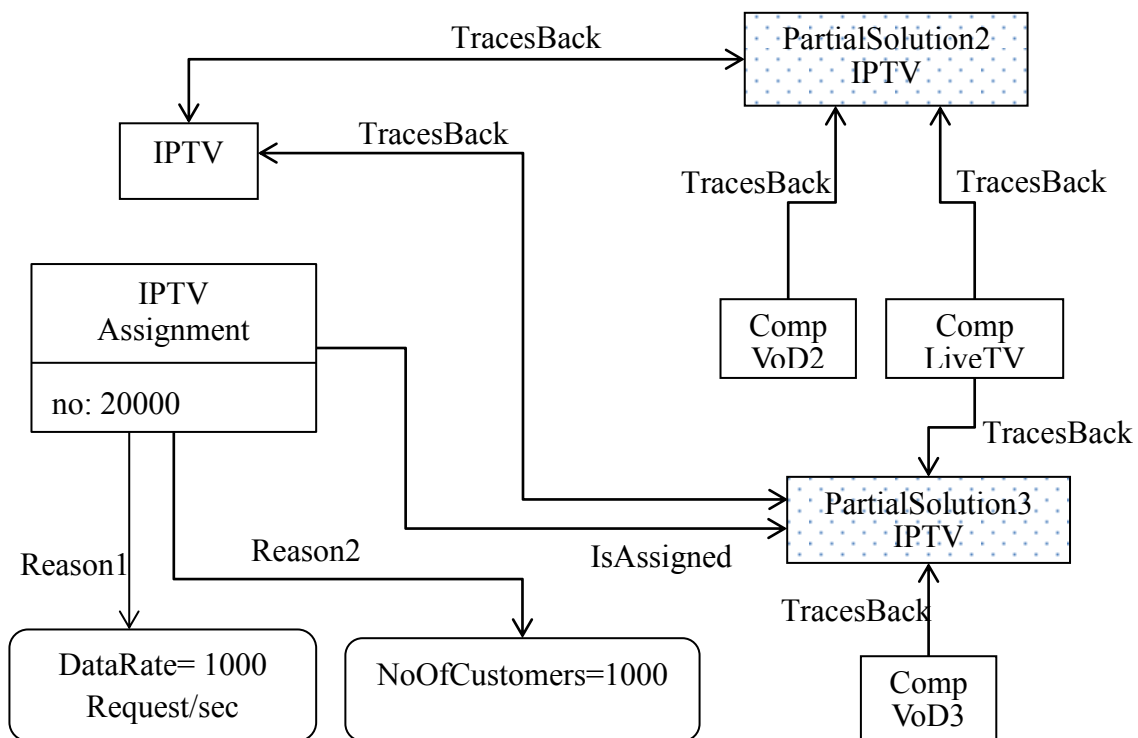 TracesBack
PartialSolution2
IPTV
IPTV
TracesBack
TracesBack
TracesBack
IPTV
Assignment
no: 20000
Comp
VoD2
Comp
LiveTV
TracesBack
PartialSolution3
IPTV
Reason1
Reason2
IsAssigned
TracesBack
DataRate= 1000
Request/sec
NoOfCustomers=1000
Comp
VoD3